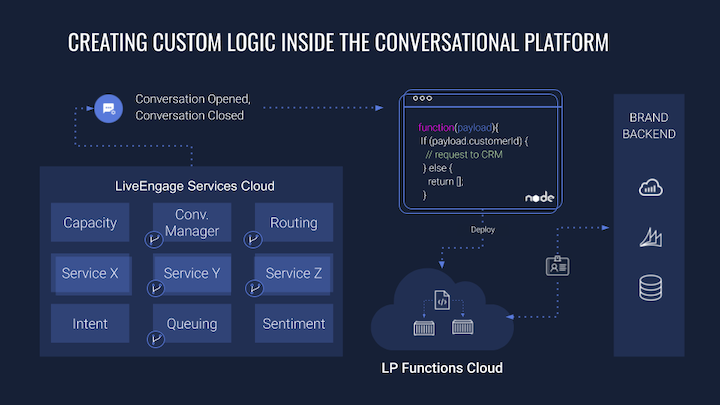 CREATING CUSTOM LOGIC INSIDE THE CONVERSATIONAL PLATFORM
Conversation Opened,
Conversation Closed
function(payload){
If (payload.customerId) {
// request to CRM
} else {
return [];
}
node
Deploy
BRAND
BACKEND
LiveEngage Services Cloud
Capacity
Conv.
Manager
Routing
Service X
Service Y
Service Z
Intent
Queuing
Sentiment
LP Functions Cloud